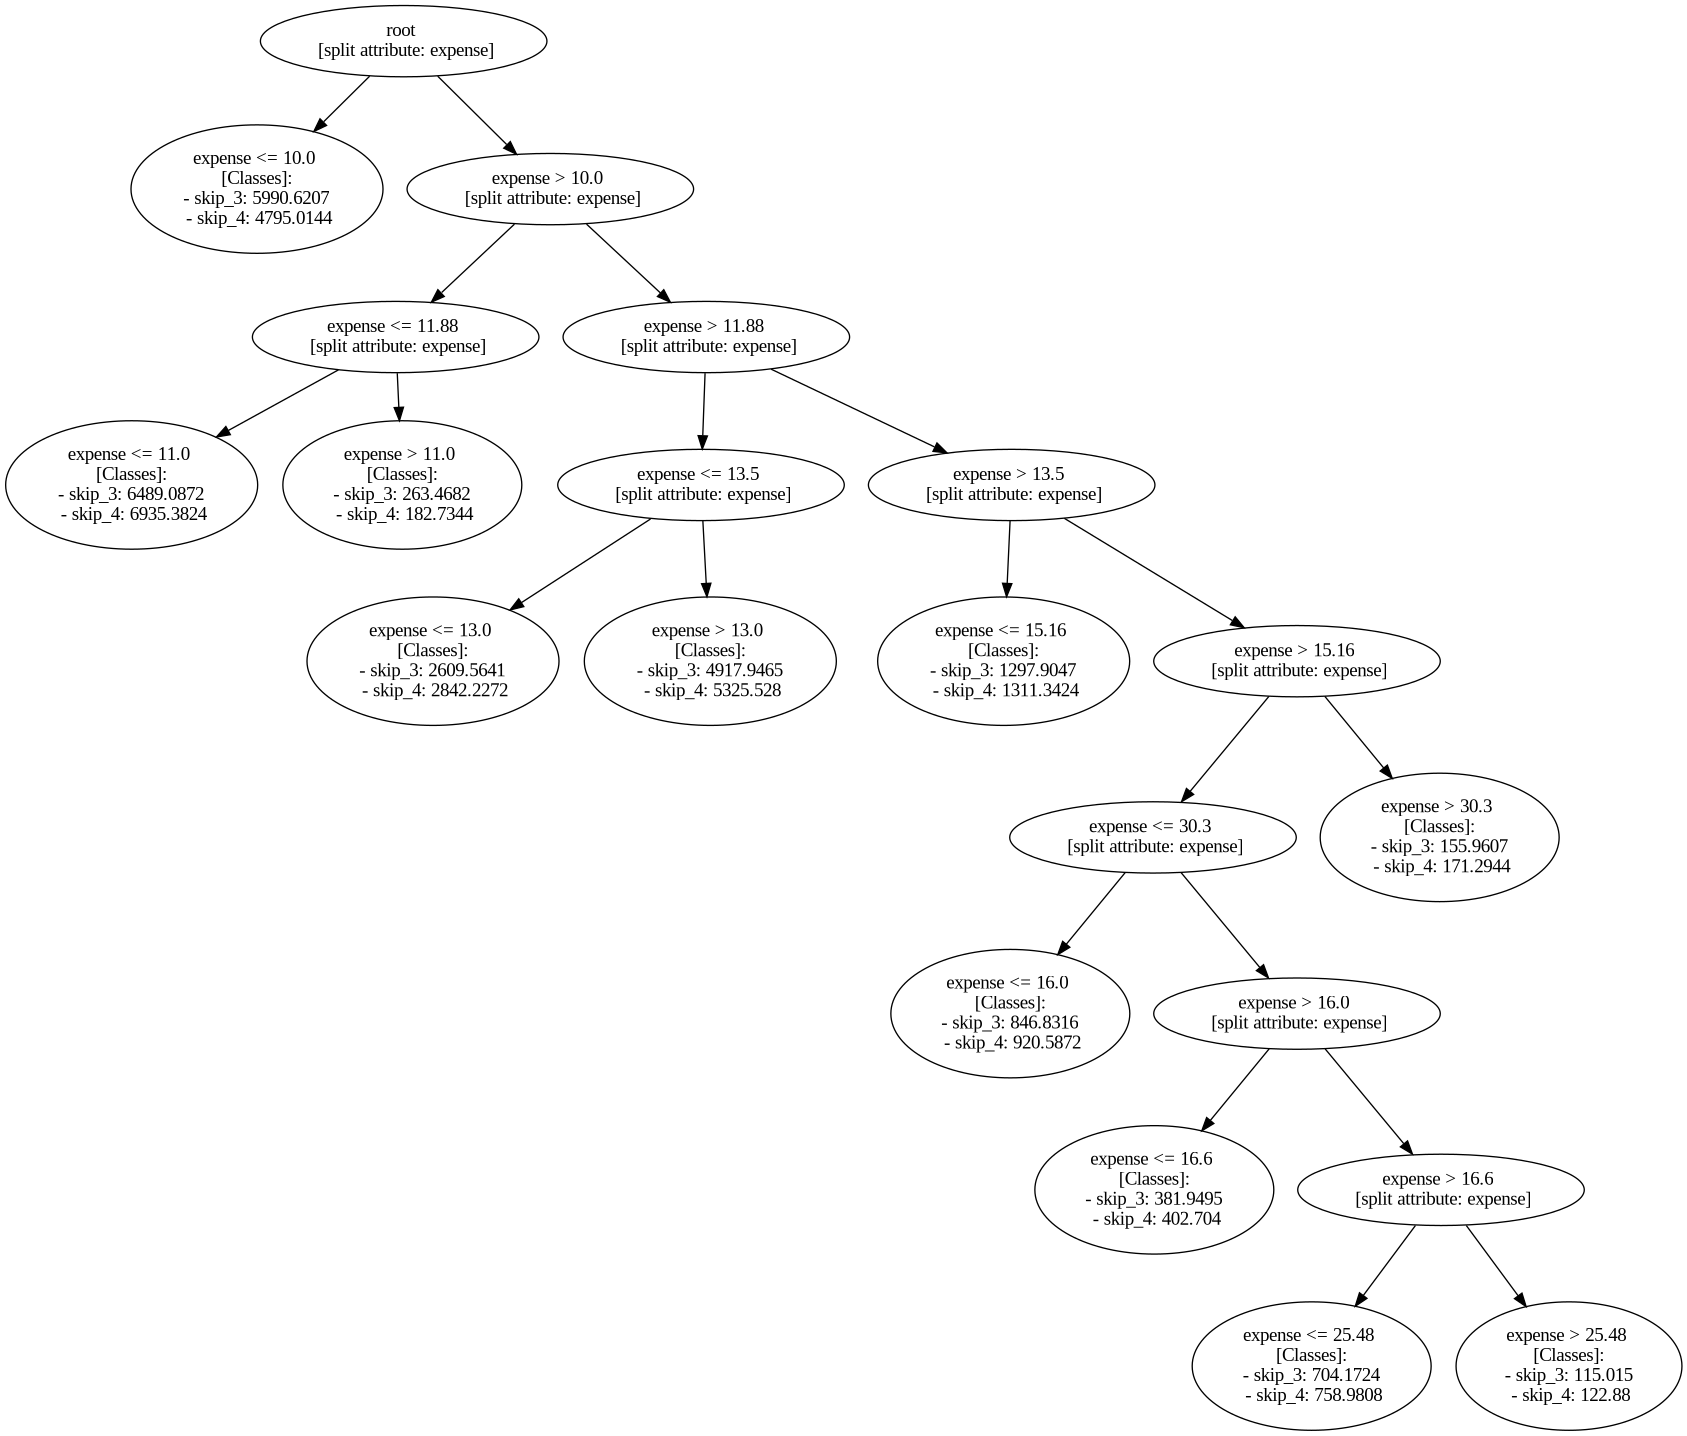 root
[split attribute: expense]
expense <= 10.0
[Classes]:
- skip_3: 5990.6207
- skip_4: 4795.0144
expense > 10.0
[split attribute: expense]
expense <= 11.88
[split attribute: expense]
expense > 11.88
[split attribute: expense]
expense <= 11.0
[Classes]:
- skip_3: 6489.0872
- skip_4: 6935.3824
expense > 11.0
[Classes]:
- skip_3: 263.4682
- skip_4: 182.7344
expense <= 13.5
[split attribute: expense]
expense > 13.5
[split attribute: expense]
expense <= 13.0
[Classes]:
- skip_3: 2609.5641
- skip_4: 2842.2272
expense > 13.0
[Classes]:
- skip_3: 4917.9465
- skip_4: 5325.528
expense <= 15.16
[Classes]:
- skip_3: 1297.9047
- skip_4: 1311.3424
expense > 15.16
[split attribute: expense]
expense <= 30.3
[split attribute: expense]
expense > 30.3
[Classes]:
- skip_3: 155.9607
- skip_4: 171.2944
expense <= 16.0
[Classes]:
- skip_3: 846.8316
- skip_4: 920.5872
expense > 16.0
[split attribute: expense]
expense <= 16.6
[Classes]:
- skip_3: 381.9495
- skip_4: 402.704
expense > 16.6
[split attribute: expense]
expense <= 25.48
[Classes]:
- skip_3: 704.1724
- skip_4: 758.9808
expense > 25.48
[Classes]:
- skip_3: 115.015
- skip_4: 122.88